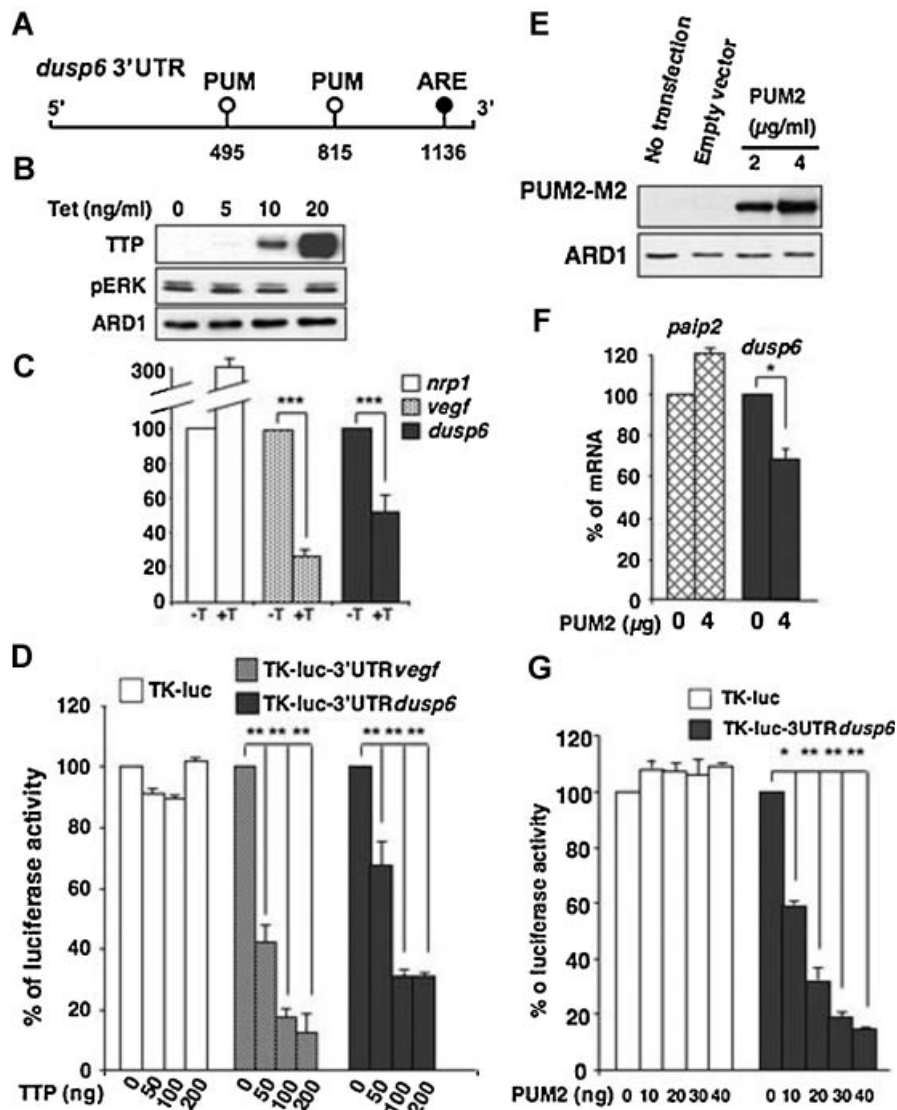 A
dusp6 3'UTR
PUM PUM ARE
5' 3'
495 815 1136
B
Tet (ng/ml) 0 5 10 20
TTP
pERK
ARD1
C
300
100
80
60
40
20
0
*** ***
nrp1
vegf
dusp6
-T +T -T +T -T +T
D
TK-luc
TK-luc-3'UTRvegf
TK-luc-3'UTRdusp6
% of luciferase activity
120
100
80
60
40
20
0
** ** ** ** ** **
TTP (ng) 0 50 100 200 0 50 100 200 0 50 100 200
E
No transfection
Empty vector
PUM2
(µg/ml)
2 4
PUM2-M2
ARD1
F
paip2 dusp6
*
% of mRNA
120
100
80
60
40
20
0
PUM2 (µg) 0 4 0 4
G
TK-luc
TK-luc-3UTRdusp6
% o luciferase activity
120
100
80
60
40
20
0
* ** ** **
PUM2 (ng) 0 10 20 30 40 0 10 20 30 40